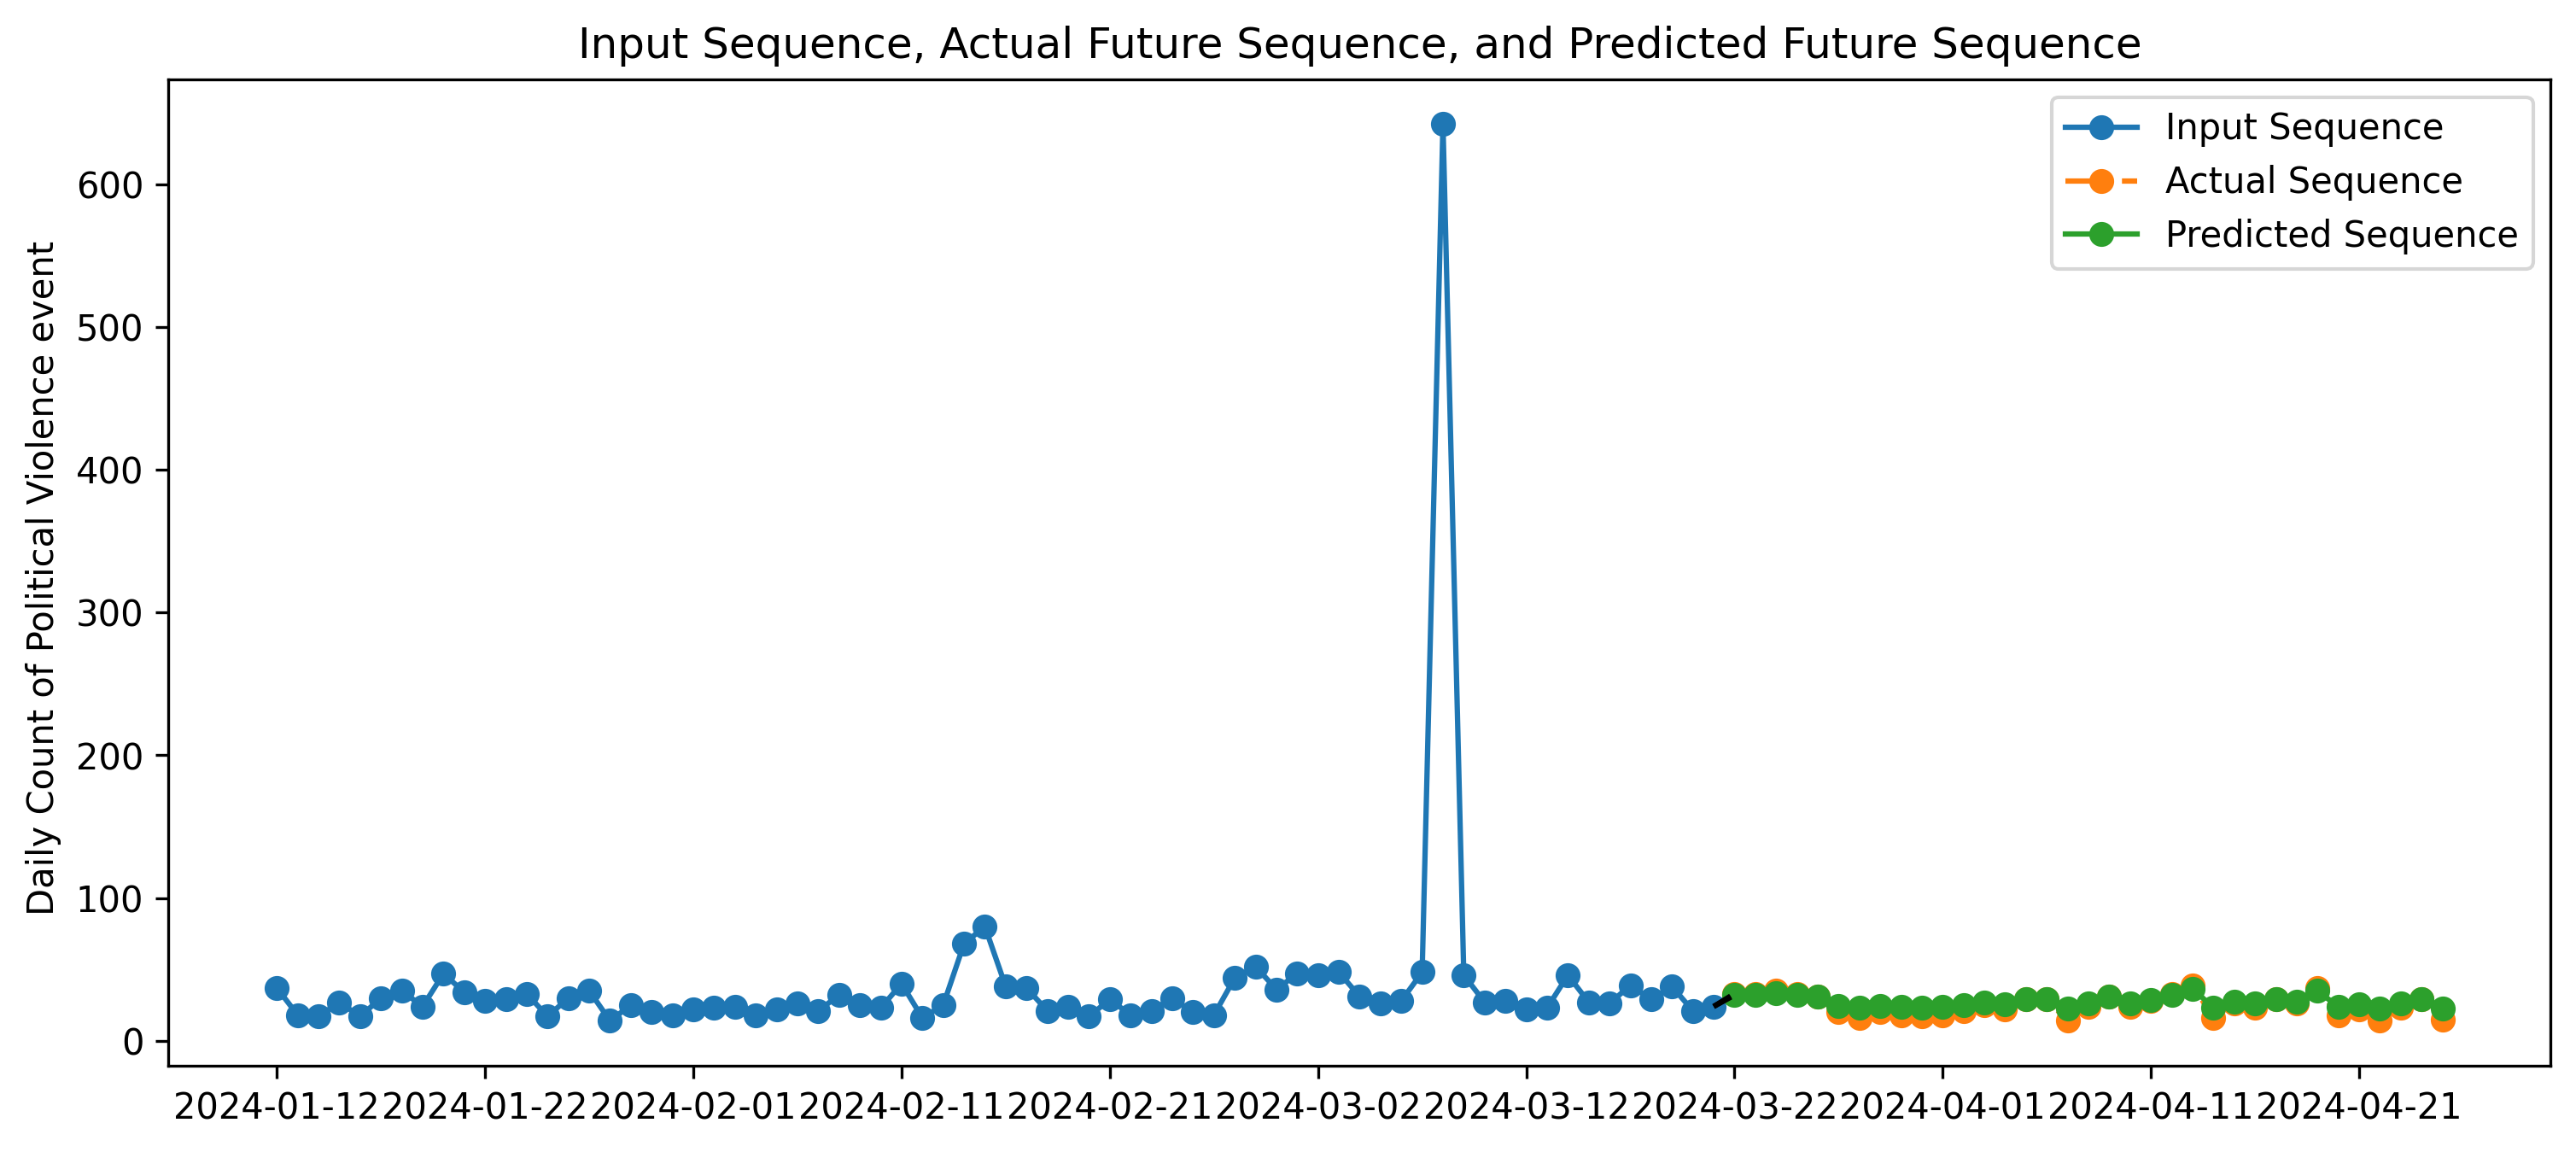 Input Sequence, Actual Future Sequence, and Predicted Future Sequence
Input Sequence
Actual Sequence
Predicted Sequence
Daily Count of Political Violence event
600
500
400
300
200
100
0
2024-01-12 2024-01-22 2024-02-01 2024-02-11 2024-02-21 2024-03-02 2024-03-12 2024-03-22 2024-04-01 2024-04-11 2024-04-21